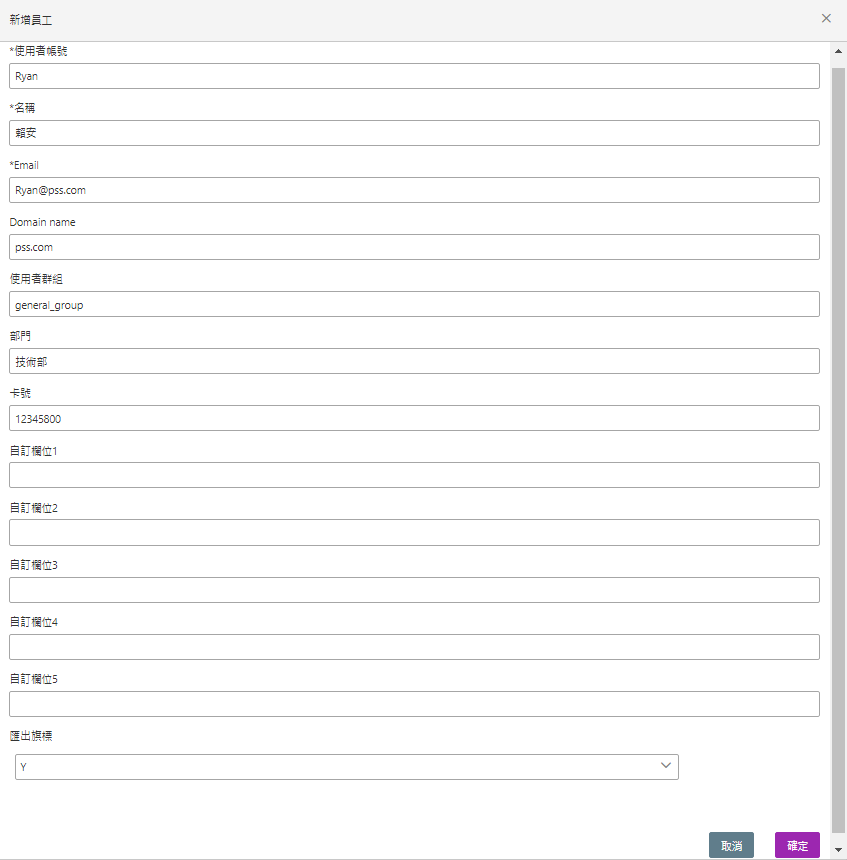 新增員工
*使用者帳號
Ryan
*名稱
賴安
*Email
Ryan@pss.com
Domain name
pss.com
使用者群組
general_group
部門
技術部
卡號
12345800
自訂欄位1
自訂欄位2
自訂欄位3
自訂欄位4
自訂欄位5
匯出旗標
Y
取消
確定